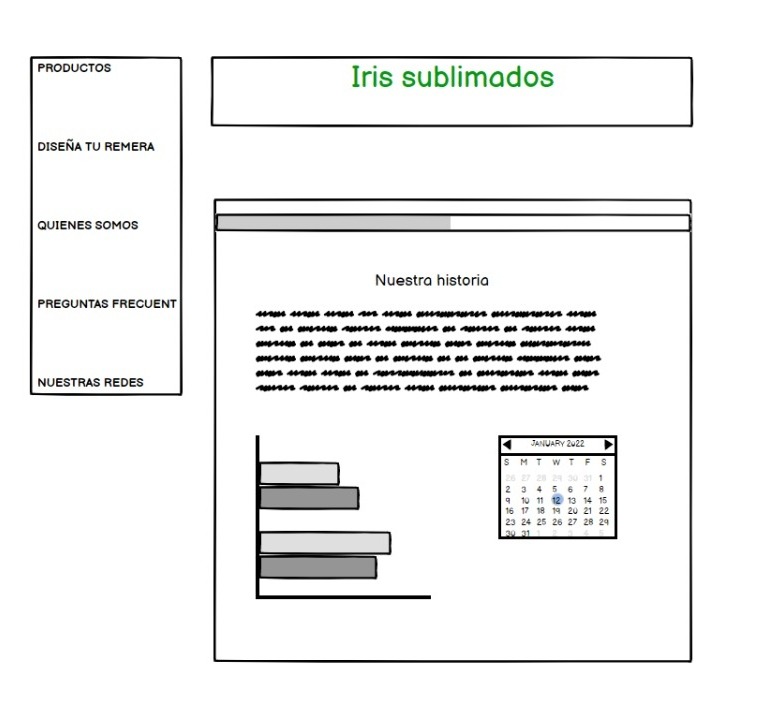 PRODUCTOS
DISEÑA TU REMERA
QUIENES SOMOS
PREGUNTAS FRECUENT
NUESTRAS REDES
Iris sublimados
Nuestra historia
JANUARY 2022
S M T W T F S
26 27 28 29 30 31 1
2 3 4 5 6 7 8
9 10 11 12 13 14 15
16 17 18 19 20 21 22
23 24 25 26 27 28 29
30 31 1 2 3 4 5